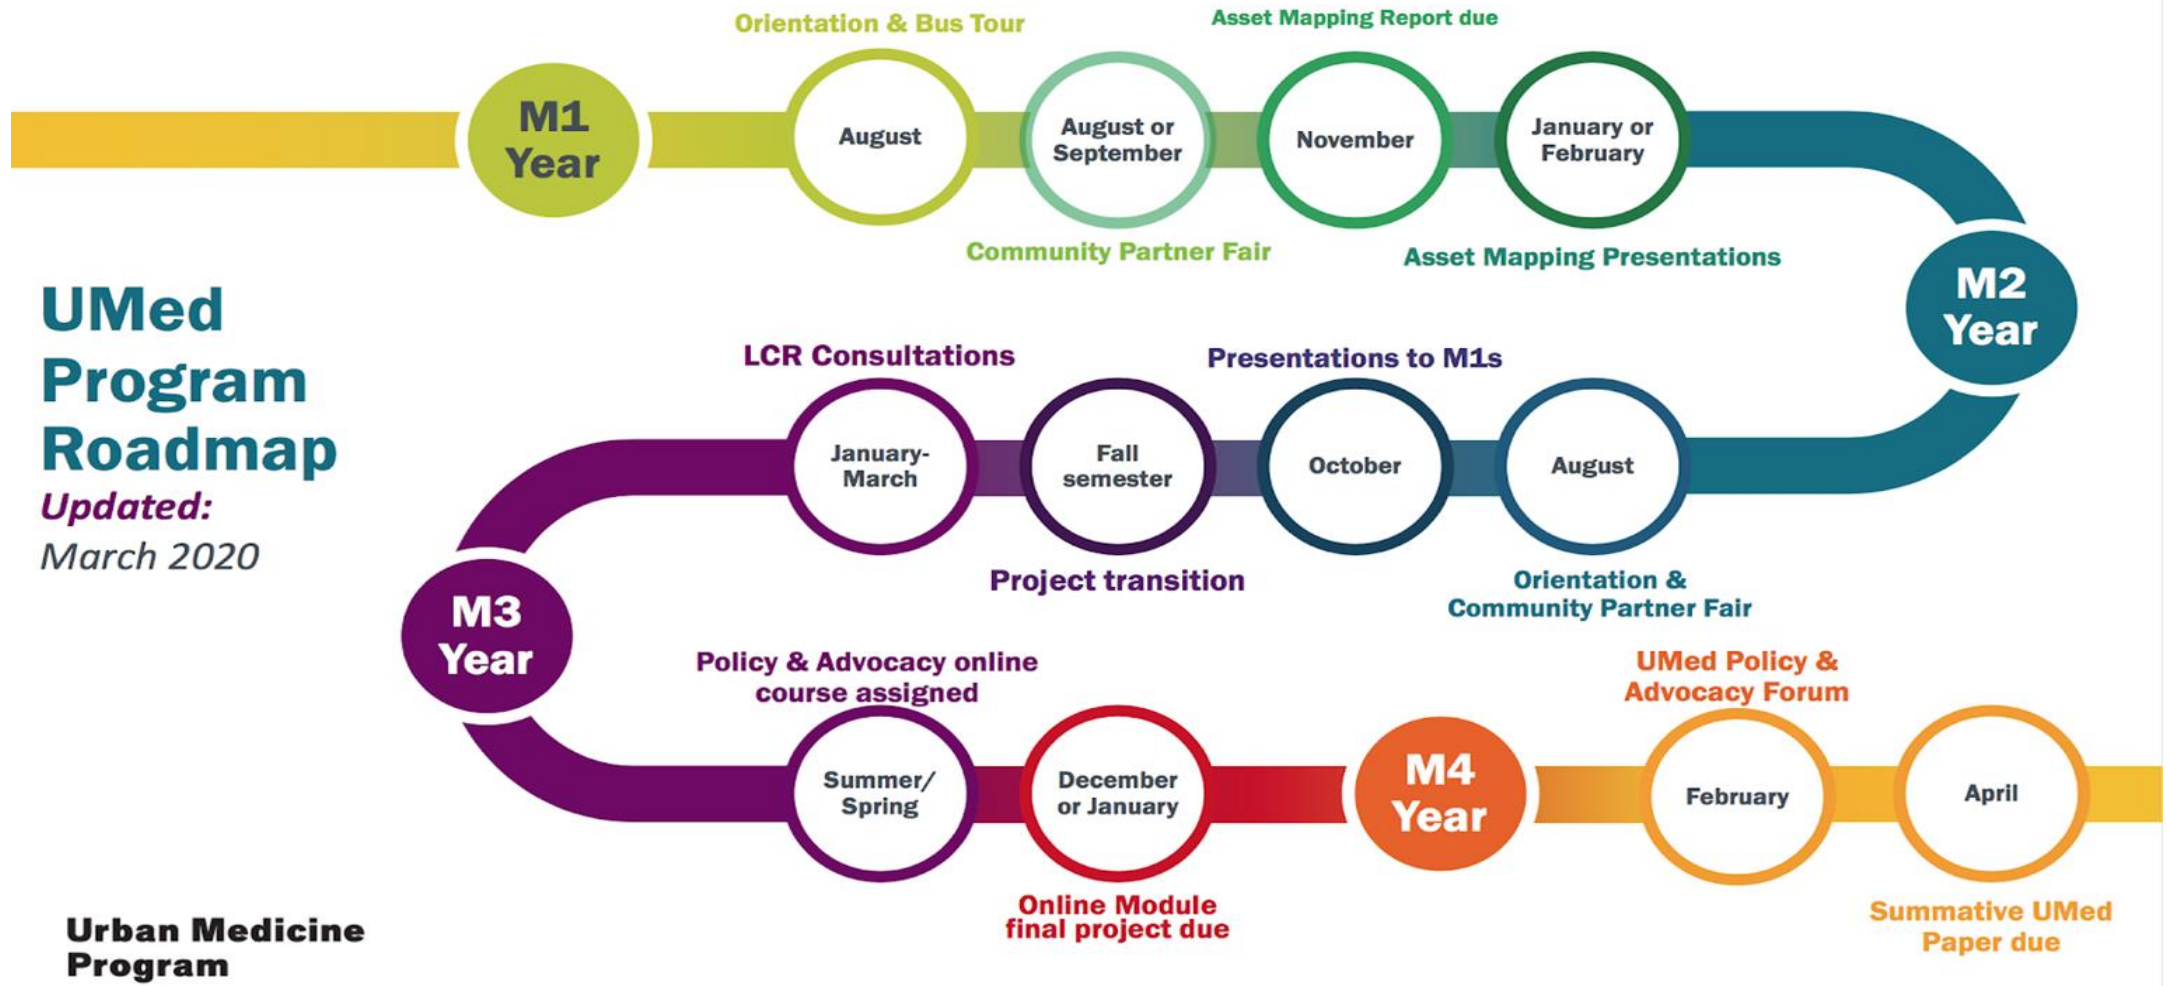 Orientation & Bus Tour
Asset Mapping Report due
M1
Year
August
August or
September
November
January or
February
Community Partner Fair
Asset Mapping Presentations
M2
Year
UMed
Program
Roadmap
Updated:
March 2020
LCR Consultations
Presentations to M1s
January-
March
Fall
semester
October
August
Project transition
Orientation &
Community Partner Fair
M3
Year
Policy & Advocacy online
course assigned
UMed Policy &
Advocacy Forum
Summer/
Spring
December
or January
M4
Year
February
April
Online Module
final project due
Summative UMed
Paper due
Urban Medicine
Program